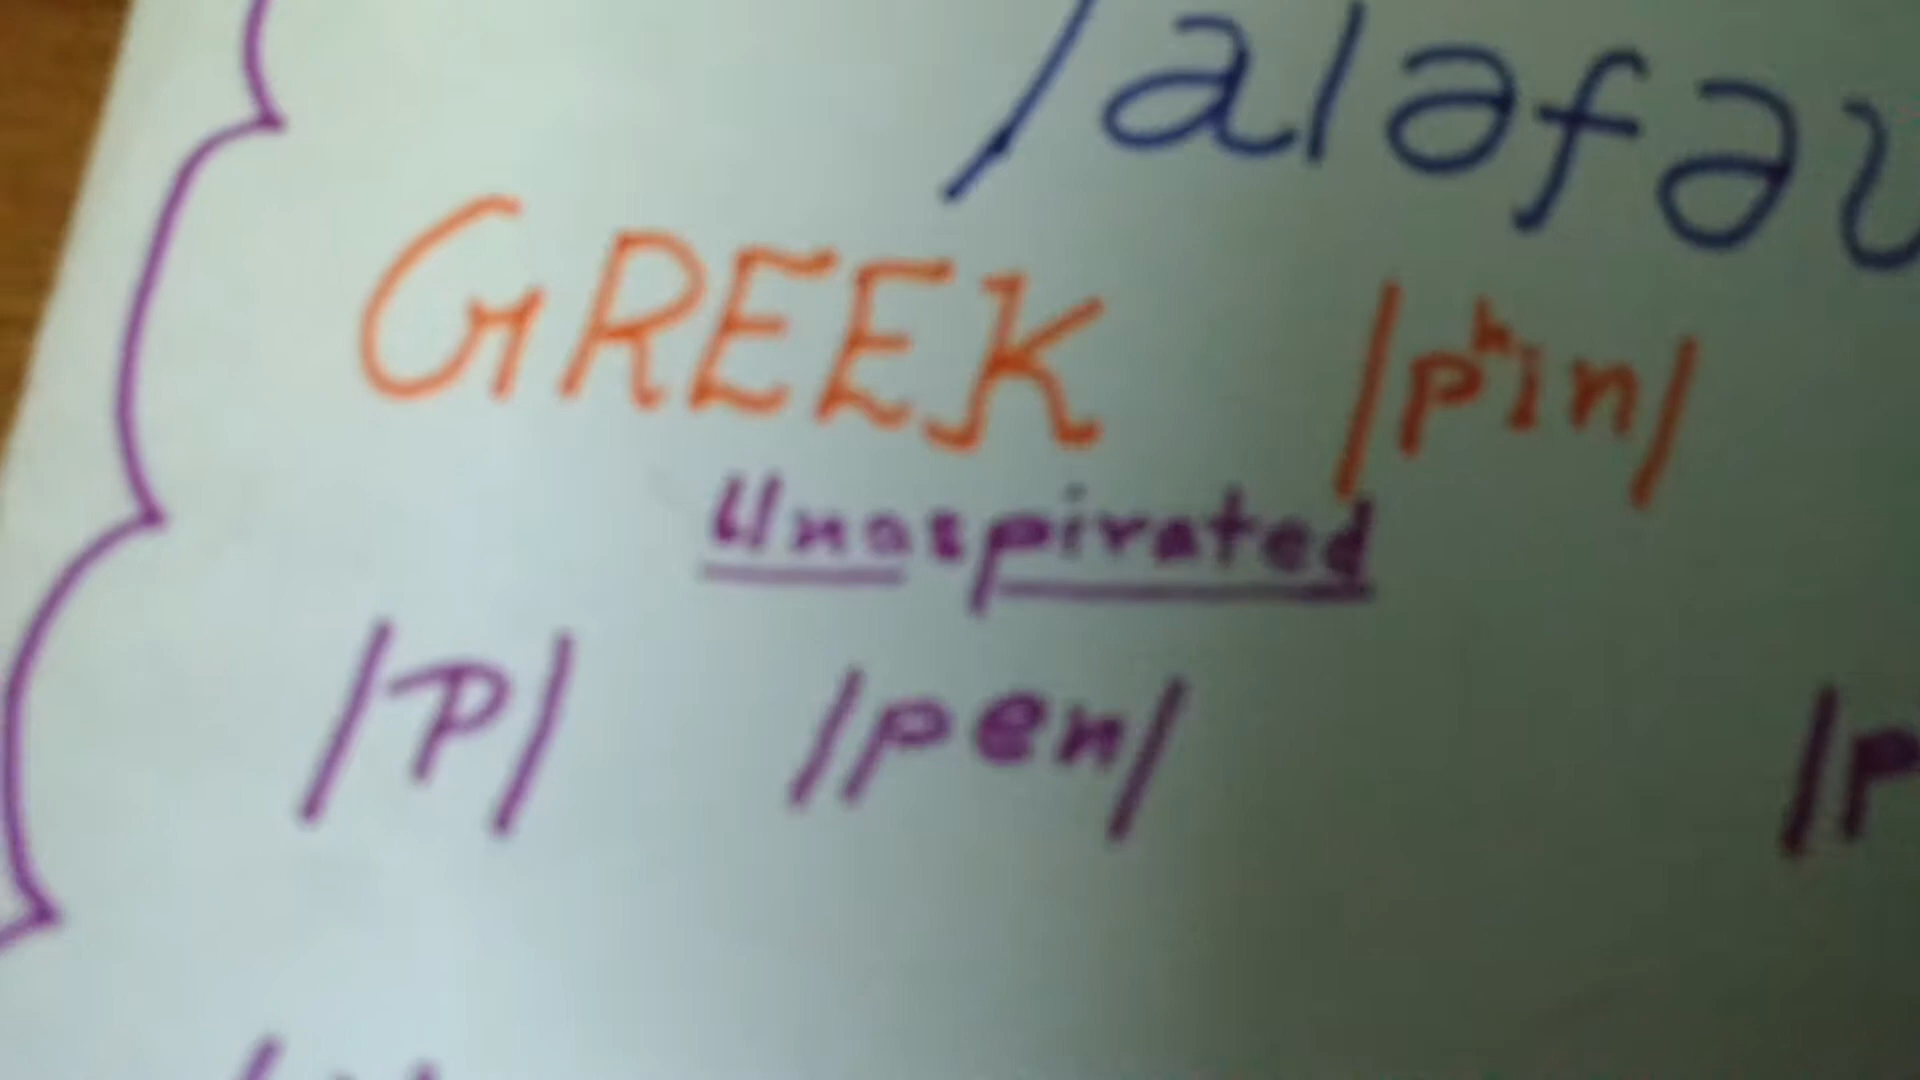 /aləfəʊ
GREEK /pʰin/
Unaspirated
/p/ /pen/ /p